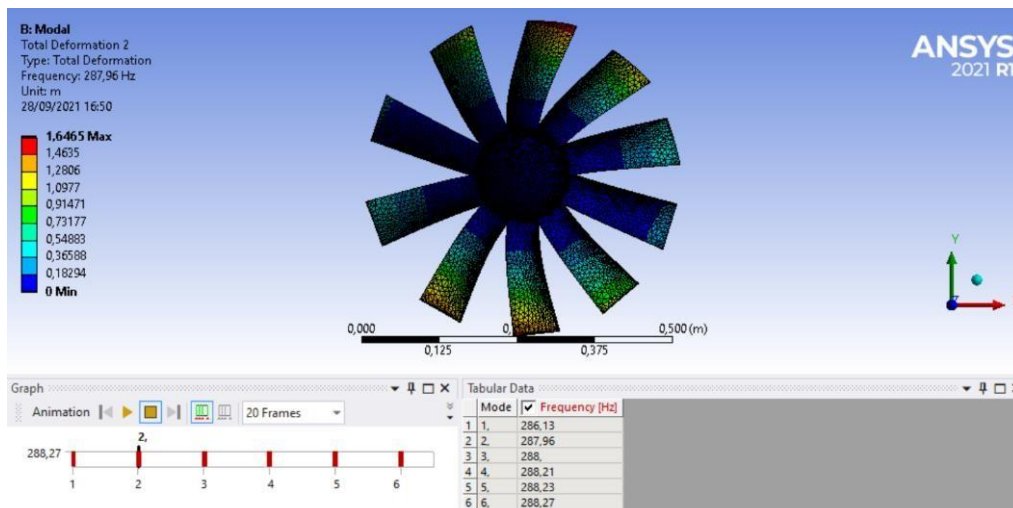 B: Modal
Total Deformation 2
Type: Total Deformation
Frequency: 287,96 Hz
Unit: m
28/09/2021 16:50
1,6465 Max
1,4635
1,2806
1,0977
0,91471
0,73177
0,54883
0,36588
0,18294
0 Min
ANSYS
2021 R1
Y
0,000
0,500 (m)
0,125
0,375
Graph
Animation
20 Frames
2,
288,27
1 2 3 4 5 6
Tabular Data
Mode Frequency [Hz]
1 1, 286,13
2 2, 287,96
3 3, 288,
4 4, 288,21
5 5, 288,23
6 6, 288,27